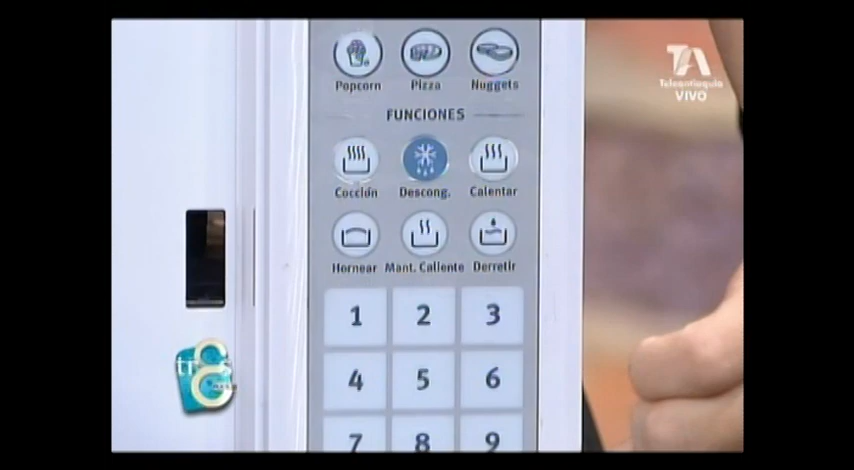 TA
Teleantioquia
VIVO
Popcorn Pizza Nuggets
FUNCIONES
Cocción Descong. Calentar
Hornear Mant. Caliente Derretir
1 2 3
4 5 6
7 8 9